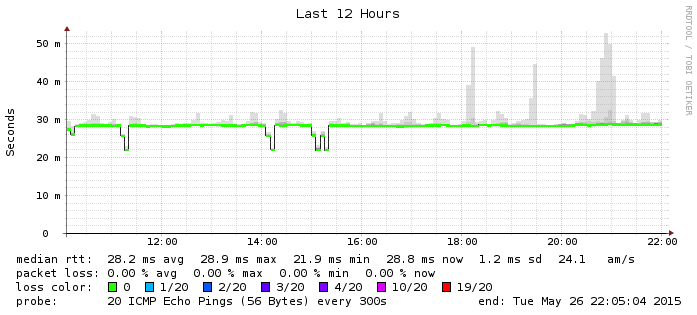 Last 12 Hours
RRDTOOL / TOBI OETIKER
Seconds
50 m
40 m
30 m
20 m
10 m
0
12:00 14:00 16:00 18:00 20:00 22:00
median rtt: 28.2 ms avg 28.9 ms max 21.9 ms min 28.8 ms now 1.2 ms sd 24.1 am/s
packet loss: 0.00 % avg 0.00 % max 0.00 % min 0.00 % now
loss color: 0 1/20 2/20 3/20 4/20 10/20 19/20
probe: 20 ICMP Echo Pings (56 Bytes) every 300s end: Tue May 26 22:05:04 2015